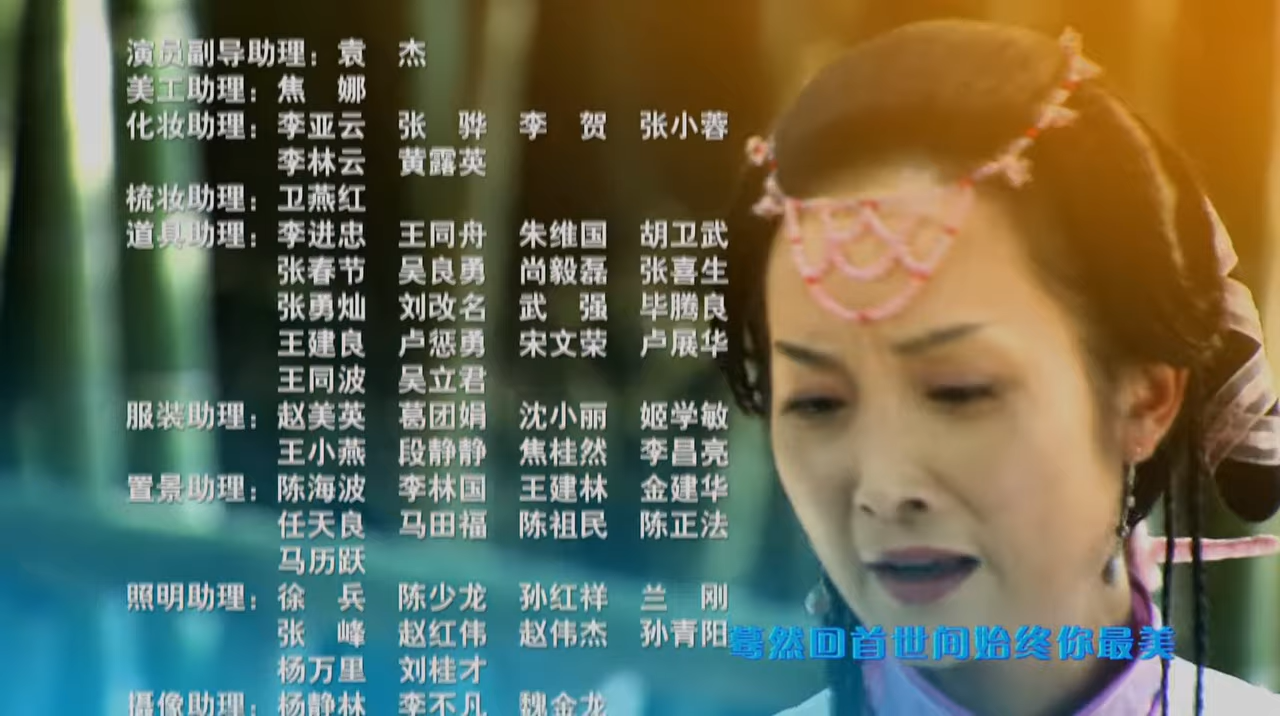 演员副导助理：袁　杰
美工助理：焦　娜
化妆助理：李亚云　张　骅　李　贺　张小蓉
李林云　黄露英
梳妆助理：卫燕红
道具助理：李进忠　王同舟　朱维国　胡卫武
张春节　吴良勇　尚毅磊　张喜生
张勇灿　刘改名　武　强　毕腾良
王建良　卢惩勇　宋文荣　卢展华
王同波　吴立君
服装助理：赵美英　葛团娟　沈小丽　姬学敏
王小燕　段静静　焦桂然　李昌亮
置景助理：陈海波　李林国　王建林　金建华
任天良　马田福　陈祖民　陈正法
马历跃
照明助理：徐　兵　陈少龙　孙红祥　兰　刚
张　峰　赵红伟　赵伟杰　孙青阳
蓦然回首世间始终你最美
杨万里　刘桂才
摄像助理：杨静林　李不凡　魏金龙